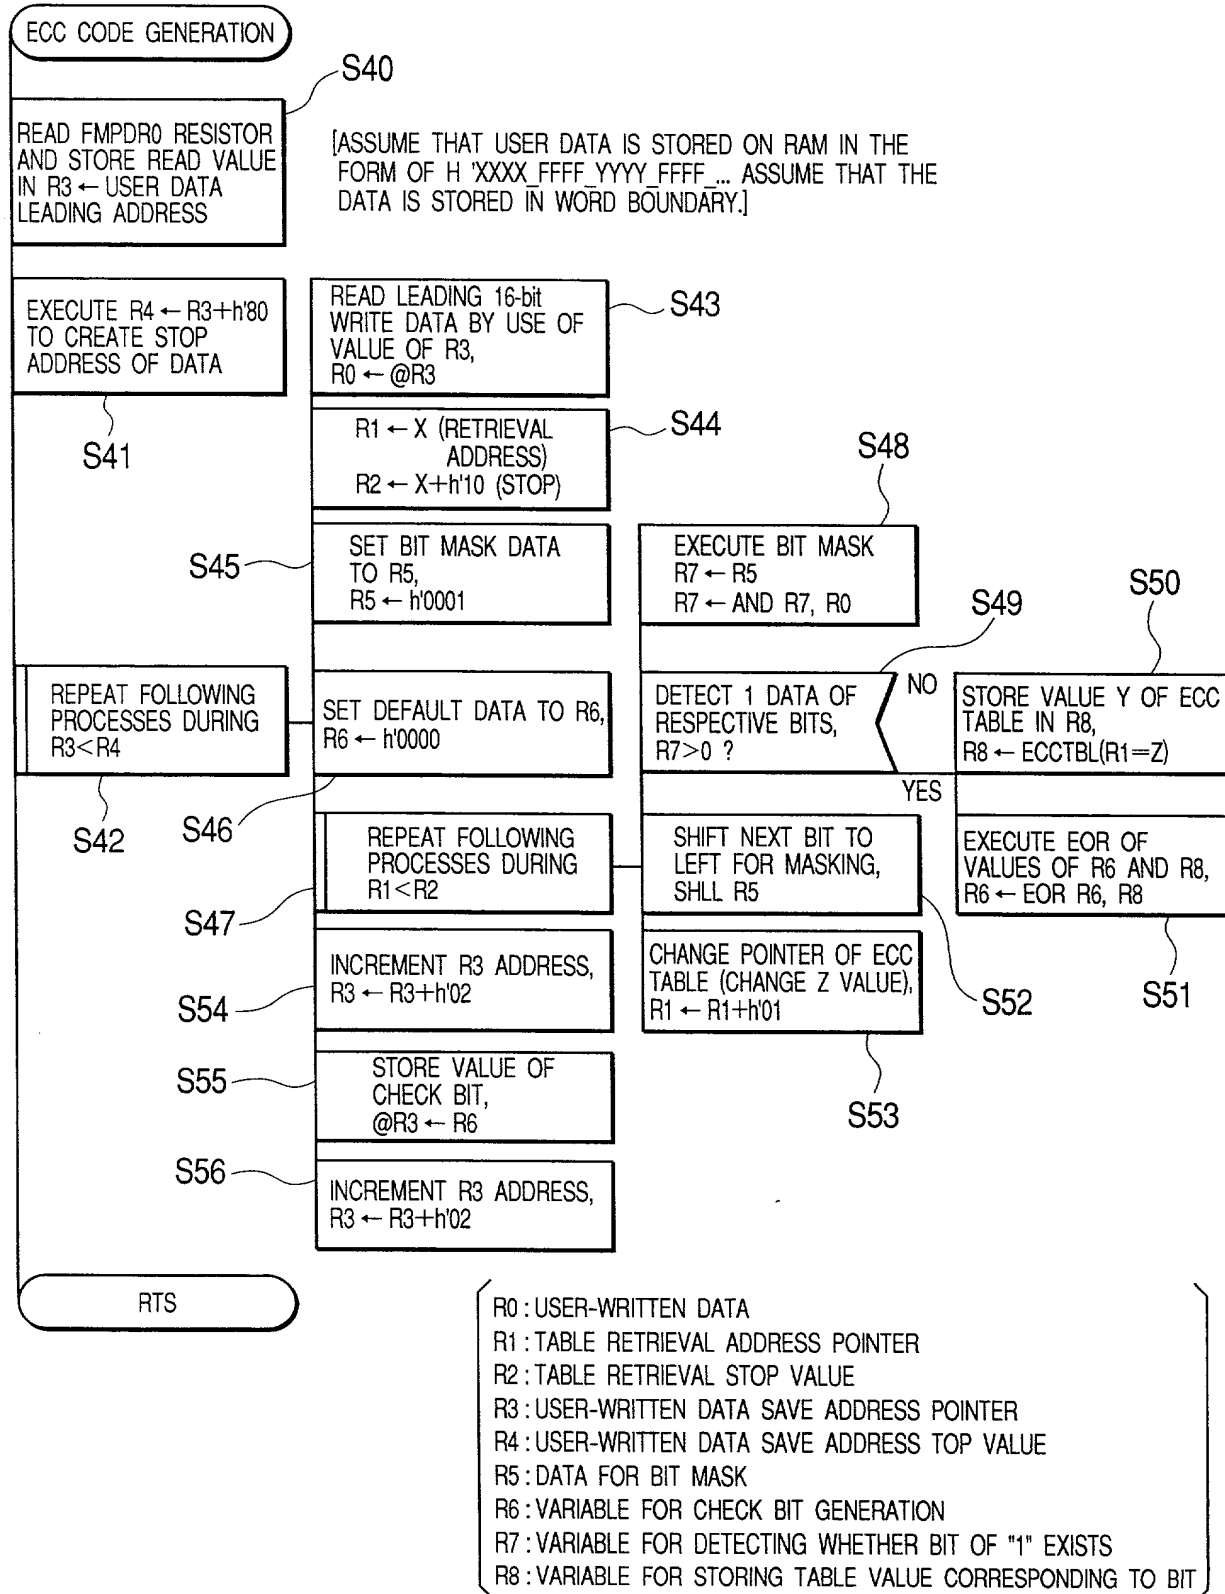 ECC CODE GENERATION
S40
READ FMPDR0 RESISTOR
AND STORE READ VALUE
IN R3 ← USER DATA
LEADING ADDRESS
[ASSUME THAT USER DATA IS STORED ON RAM IN THE
FORM OF H 'XXXX_FFFF_YYYY_FFFF_... ASSUME THAT THE
DATA IS STORED IN WORD BOUNDARY.]
EXECUTE R4 ← R3+h'80
TO CREATE STOP
ADDRESS OF DATA
S41
READ LEADING 16-bit
WRITE DATA BY USE OF
VALUE OF R3,
R0 ← @R3
S43
R1 ← X (RETRIEVAL
ADDRESS)
R2 ← X+h'10 (STOP)
S44
S45
SET BIT MASK DATA
TO R5,
R5 ← h'0001
S48
EXECUTE BIT MASK
R7 ← R5
R7 ← AND R7, R0
S49
S50
REPEAT FOLLOWING
PROCESSES DURING
R3<R4
S42
SET DEFAULT DATA TO R6,
R6 ← h'0000
S46
DETECT 1 DATA OF
RESPECTIVE BITS,
R7>0 ?
NO
YES
STORE VALUE Y OF ECC
TABLE IN R8,
R8 ← ECCTBL(R1=Z)
REPEAT FOLLOWING
PROCESSES DURING
R1<R2
S47
SHIFT NEXT BIT TO
LEFT FOR MASKING,
SHLL R5
S52
EXECUTE EOR OF
VALUES OF R6 AND R8,
R6 ← EOR R6, R8
S51
INCREMENT R3 ADDRESS,
R3 ← R3+h'02
S54
CHANGE POINTER OF ECC
TABLE (CHANGE Z VALUE),
R1 ← R1+h'01
S53
S55
STORE VALUE OF
CHECK BIT,
@R3 ← R6
S56
INCREMENT R3 ADDRESS,
R3 ← R3+h'02
RTS
R0 : USER-WRITTEN DATA
R1 : TABLE RETRIEVAL ADDRESS POINTER
R2 : TABLE RETRIEVAL STOP VALUE
R3 : USER-WRITTEN DATA SAVE ADDRESS POINTER
R4 : USER-WRITTEN DATA SAVE ADDRESS TOP VALUE
R5 : DATA FOR BIT MASK
R6 : VARIABLE FOR CHECK BIT GENERATION
R7 : VARIABLE FOR DETECTING WHETHER BIT OF "1" EXISTS
R8 : VARIABLE FOR STORING TABLE VALUE CORRESPONDING TO BIT